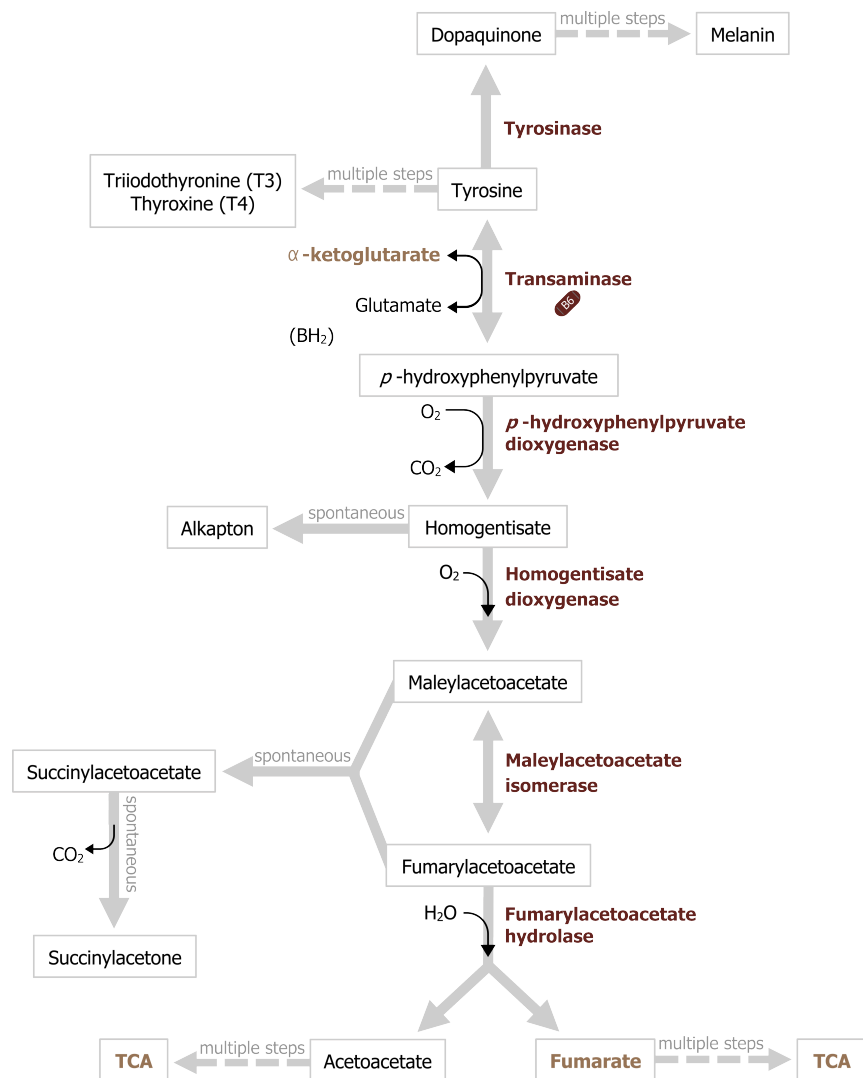 Dopaquinone
multiple steps
Melanin
Tyrosinase
Triiodothyronine (T3)
Thyroxine (T4)
multiple steps
Tyrosine
α-ketoglutarate
Transaminase
B6
Glutamate
(BH₂)
p-hydroxyphenylpyruvate
O₂
p-hydroxyphenylpyruvate
dioxygenase
CO₂
Alkapton
spontaneous
Homogentisate
O₂
Homogentisate
dioxygenase
Maleylacetoacetate
spontaneous
Succinylacetoacetate
Maleylacetoacetate
isomerase
spontaneous
CO₂
Fumarylacetoacetate
H₂O
Fumarylacetoacetate
hydrolase
Succinylacetone
TCA
multiple steps
Acetoacetate
Fumarate
multiple steps
TCA